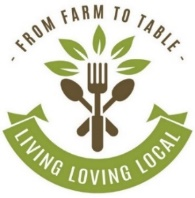 - FROM FARM TO TABLE -
LIVING LOVING LOCAL